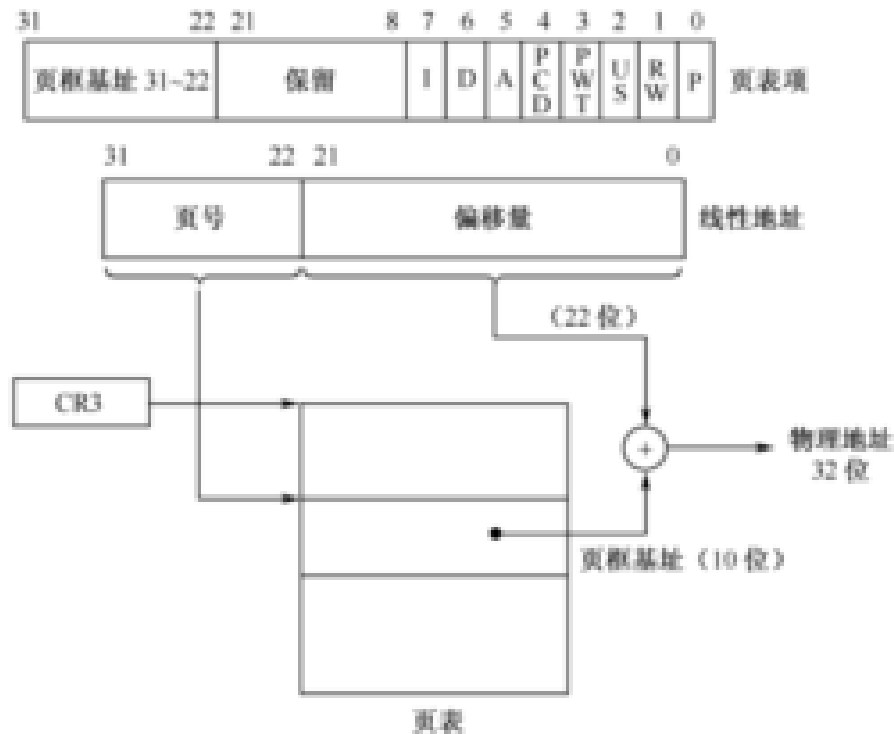 31 22 21 8 7 6 5 4 3 2 1 0
页框基址 31~22 保留 1 D A PCD PWT US RW P 页表项
31 22 21 0
页号 偏移量 线性地址
（22 位）
CR3
+
物理地址
32 位
页框基址（10 位）
页表